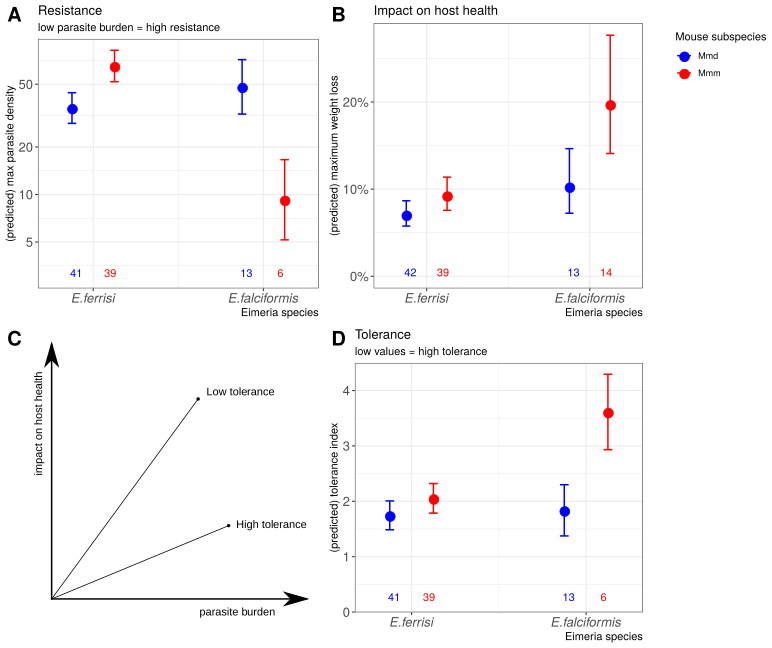 A
Resistance
low parasite burden = high resistance
(predicted) max parasite density
50
20
10
5
41
39
13
6
E.ferrisi
E.falciformis
Eimeria species
B
Impact on host health
(predicted) maximum weight loss
20%
10%
0%
42
39
13
14
E.ferrisi
E.falciformis
Eimeria species
Mouse subspecies
Mmd
Mmm
C
impact on host health
Low tolerance
High tolerance
parasite burden
D
Tolerance
low values = high tolerance
(predicted) tolerance index
4
3
2
1
0
41
39
13
6
E.ferrisi
E.falciformis
Eimeria species